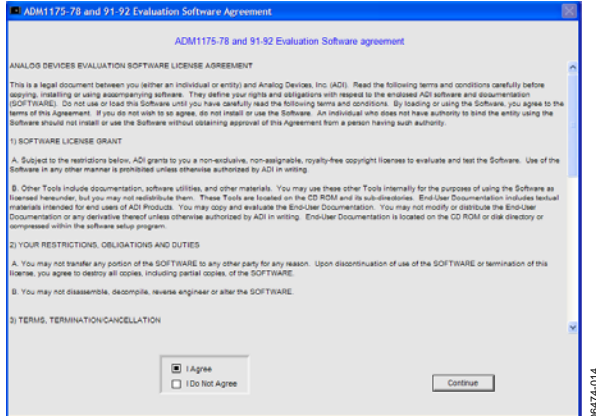 ADM1175-78 and 91-92 Evaluation Software Agreement
ADM1175-78 and 91-92 Evaluation Software agreement
ANALOG DEVICES EVALUATION SOFTWARE LICENSE AGREEMENT
This is a legal document between you (either an individual or entity) and Analog Devices, Inc. (ADI). Read the following terms and conditions carefully before
copying, installing or using accompanying software. They define your rights and obligations with respect to the enclosed ADI software and documentation
(SOFTWARE). Do not use or load this Software until you have carefully read the following terms and conditions. By loading or using the Software, you agree to the
terms of this Agreement. If you do not wish to so agree, do not install or use the Software. An individual who does not have authority to bind the entity using the
Software should not install or use the Software without obtaining approval of this Agreement from a person having such authority.
1) SOFTWARE LICENSE GRANT
A. Subject to the restrictions below, ADI grants to you a non-exclusive, non-assignable, royalty-free copyright licenses to evaluate and test the Software. Use of the
Software in any other manner is prohibited unless otherwise authorized by ADI in writing.
B. Other Tools include documentation, software utilities, and other materials. You may use these other Tools internally for the purposes of using the Software as
licensed hereunder, but you may not redistribute them. These Tools are located on the CD ROM and its sub-directories. End-User Documentation includes textual
materials intended for end users of ADI Products. You may copy and evaluate the End-User Documentation. You may not modify or distribute the End-User
Documentation or any derivative thereof unless otherwise authorized by ADI in writing. End-User Documentation is located on the CD ROM or disk directory or
compressed within the software setup program.
2) YOUR RESTRICTIONS, OBLIGATIONS AND DUTIES
A. You may not transfer any portion of the SOFTWARE to any other party for any reason. Upon discontinuation of use of the SOFTWARE or termination of this
license, you agree to destroy all copies, including partial copies, of the SOFTWARE.
B. You may not disassemble, decompile, reverse engineer or alter the SOFTWARE.
3) TERMS, TERMINATION/CANCELLATION
I Agree
I Do Not Agree
Continue
06474-014